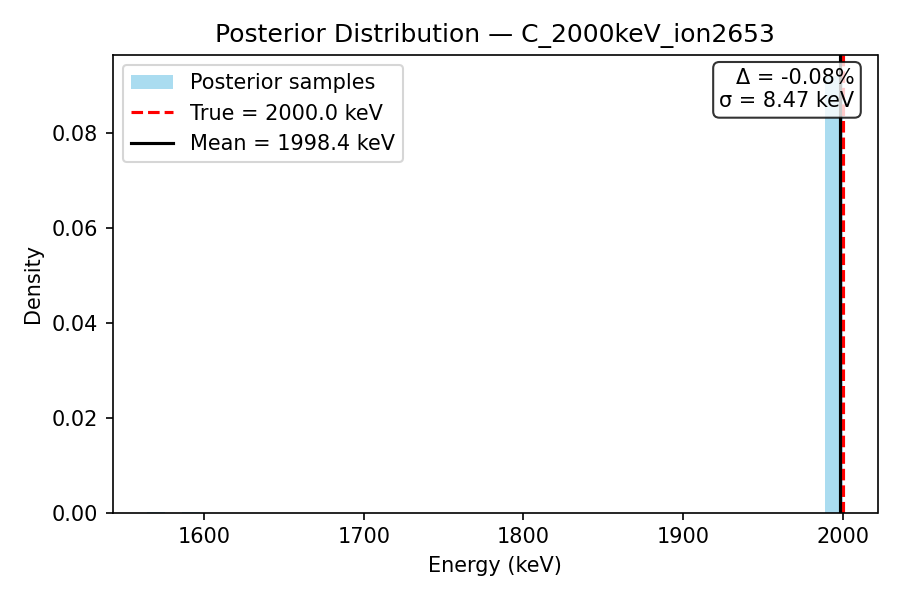 Posterior Distribution — C_2000keV_ion2653
Posterior samples
True = 2000.0 keV
Mean = 1998.4 keV
Δ = -0.08%
σ = 8.47 keV
Density
0.08
0.06
0.04
0.02
0.00
1600 1700 1800 1900 2000
Energy (keV)